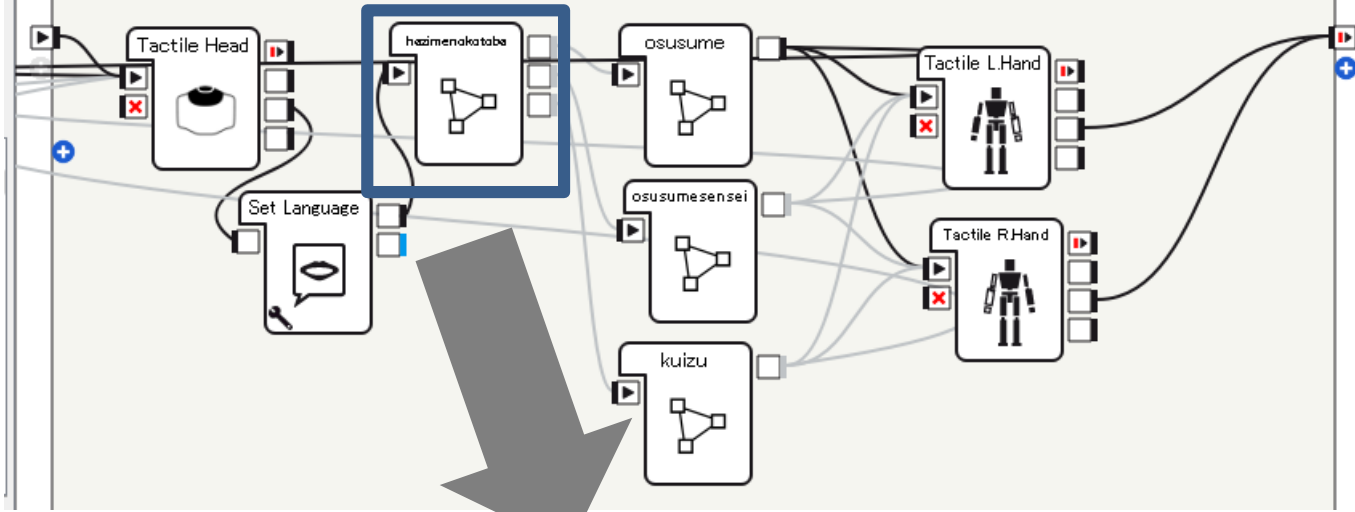 Tactile Head
hazimenokotoba
osusume
Tactile L.Hand
Set Language
osusumesensei
Tactile R.Hand
kuizu